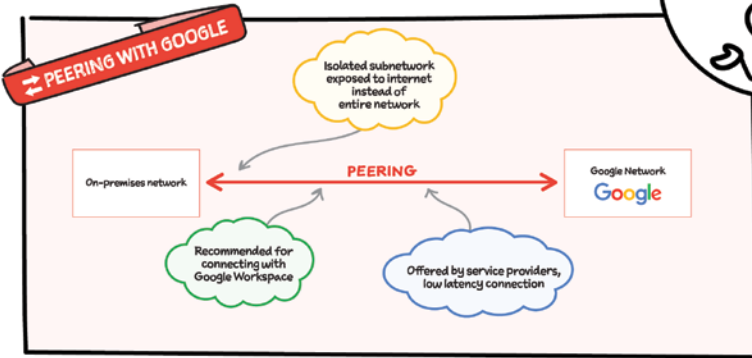 PEERING WITH GOOGLE
Isolated subnetwork
exposed to internet
instead of
entire network
On-premises network
PEERING
Google Network
Google
Recommended for
connecting with
Google Workspace
Offered by service providers,
low latency connection